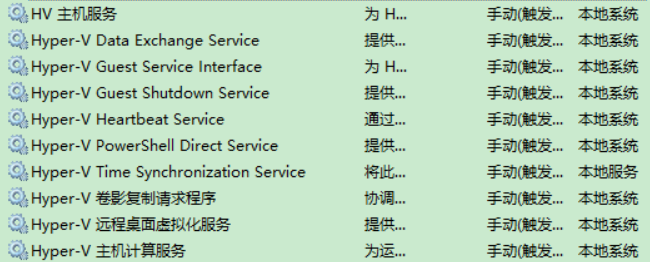 HV 主机服务 为 H... 手动(触发... 本地系统
Hyper-V Data Exchange Service 提供... 手动(触发... 本地系统
Hyper-V Guest Service Interface 为 H... 手动(触发... 本地系统
Hyper-V Guest Shutdown Service 提供... 手动(触发... 本地系统
Hyper-V Heartbeat Service 通过... 手动(触发... 本地系统
Hyper-V PowerShell Direct Service 提供... 手动(触发... 本地系统
Hyper-V Time Synchronization Service 将此... 手动(触发... 本地服务
Hyper-V 卷影复制请求程序 协调... 手动(触发... 本地系统
Hyper-V 远程桌面虚拟化服务 提供... 手动(触发... 本地系统
Hyper-V 主机计算服务 为运... 手动(触发... 本地系统